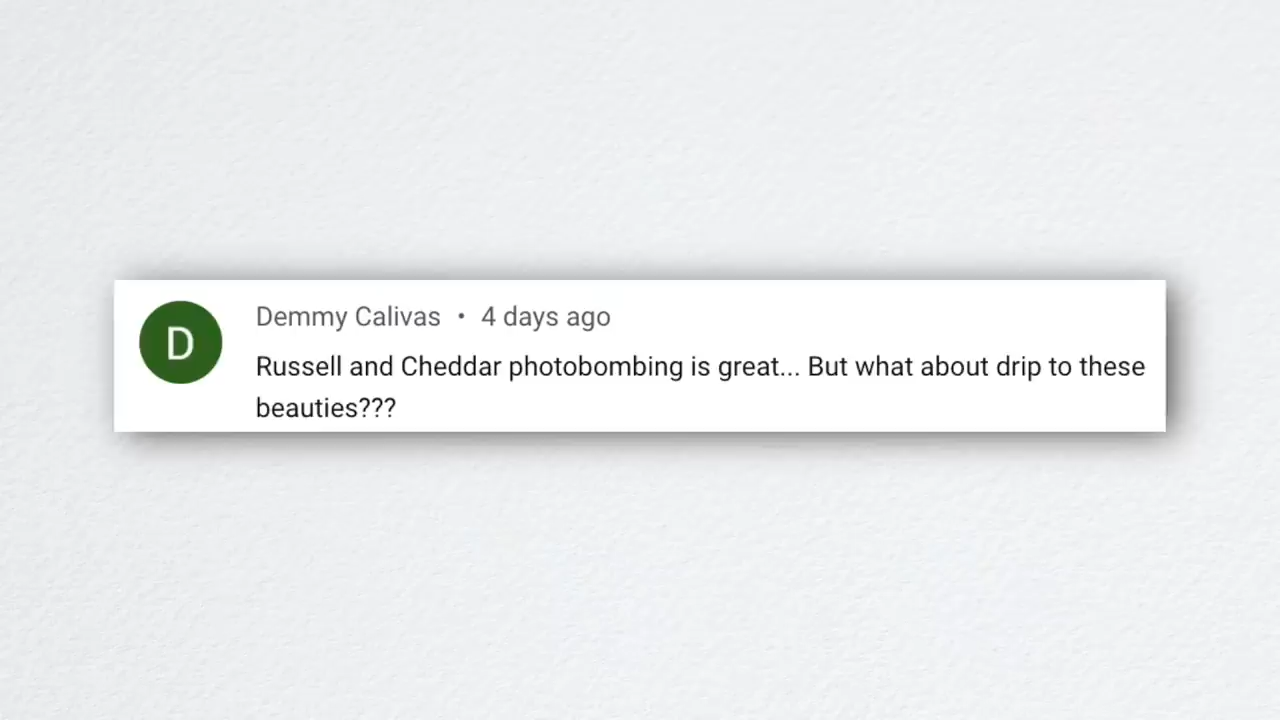 D
Demmy Calivas • 4 days ago
Russell and Cheddar photobombing is great... But what about drip to these
beauties???